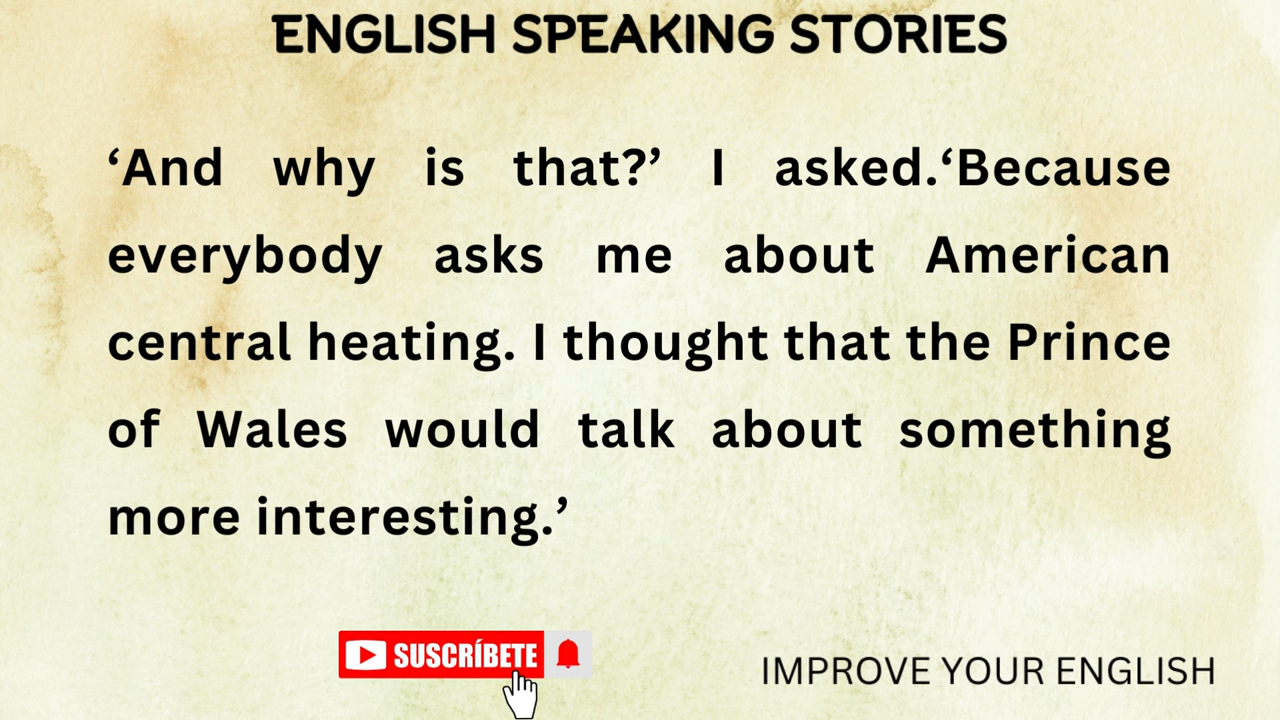 ENGLISH SPEAKING STORIES
‘And why is that?’ I asked.‘Because
everybody asks me about American
central heating. I thought that the Prince
of Wales would talk about something
more interesting.’
SUSCRÍBETE
IMPROVE YOUR ENGLISH